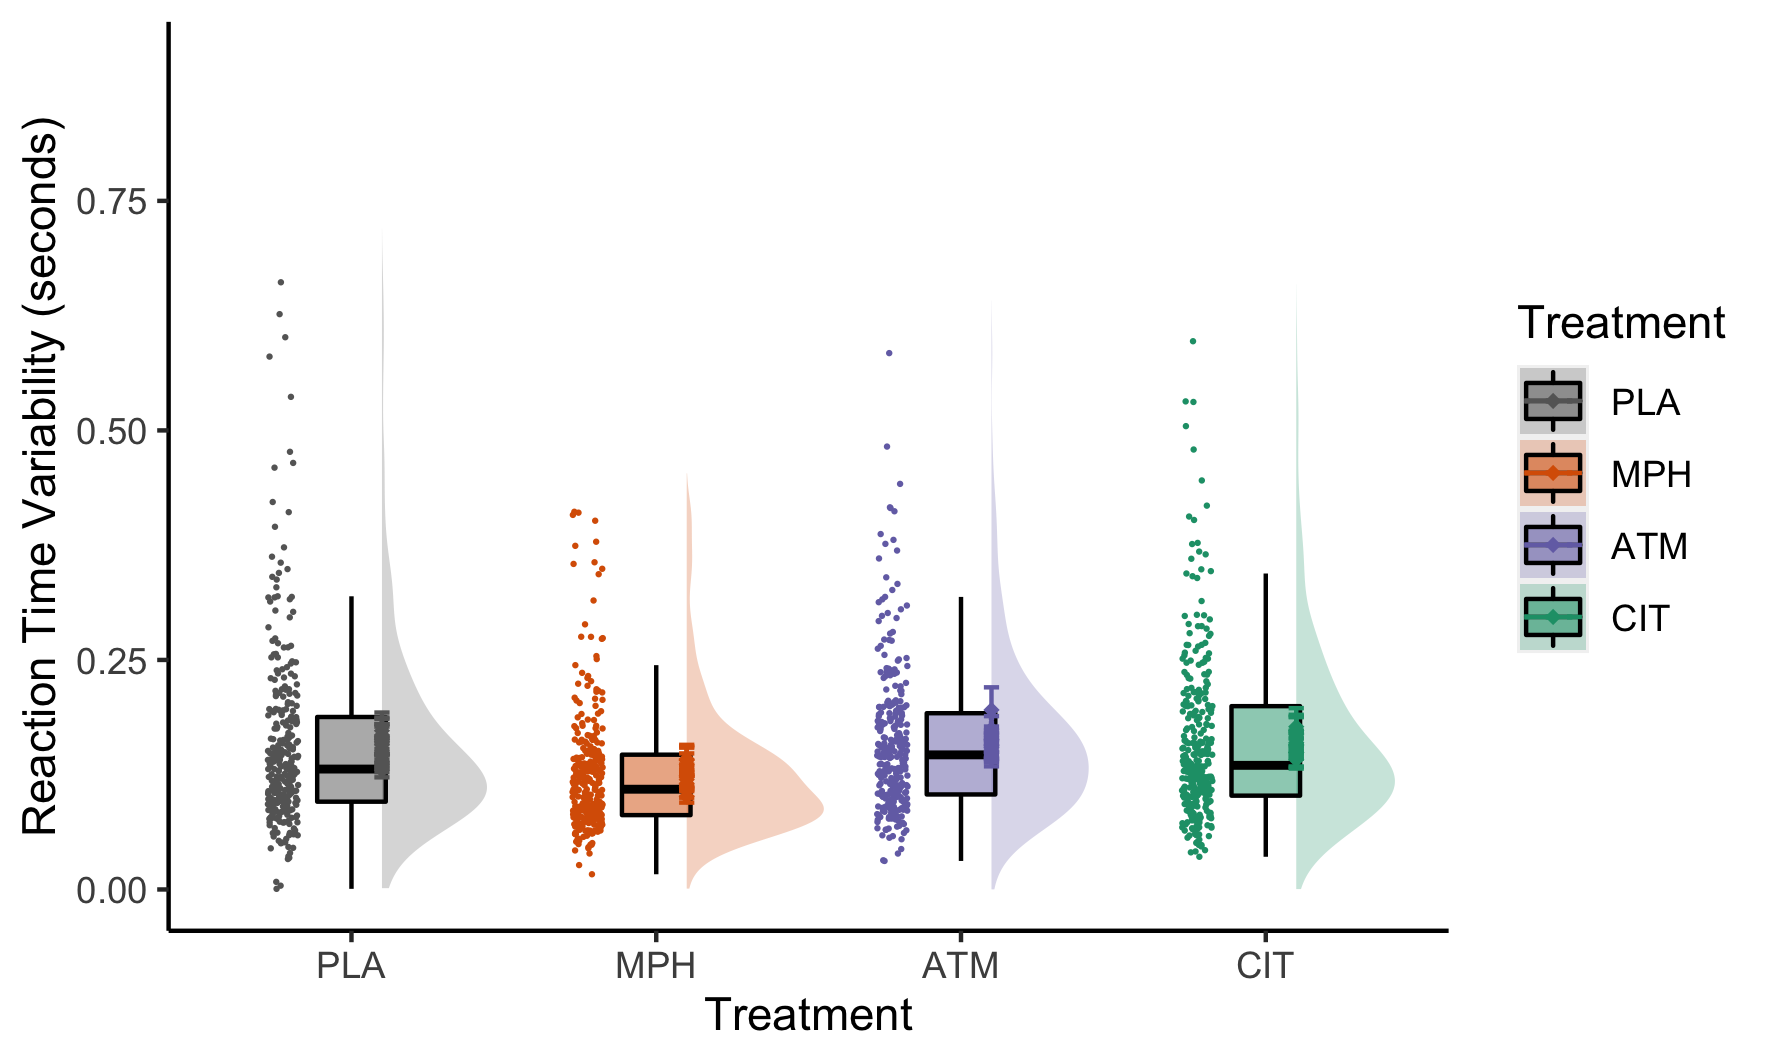 Reaction Time Variability (seconds)
0.75
0.50
0.25
0.00
PLA
MPH
ATM
CIT
Treatment
Treatment
PLA
MPH
ATM
CIT